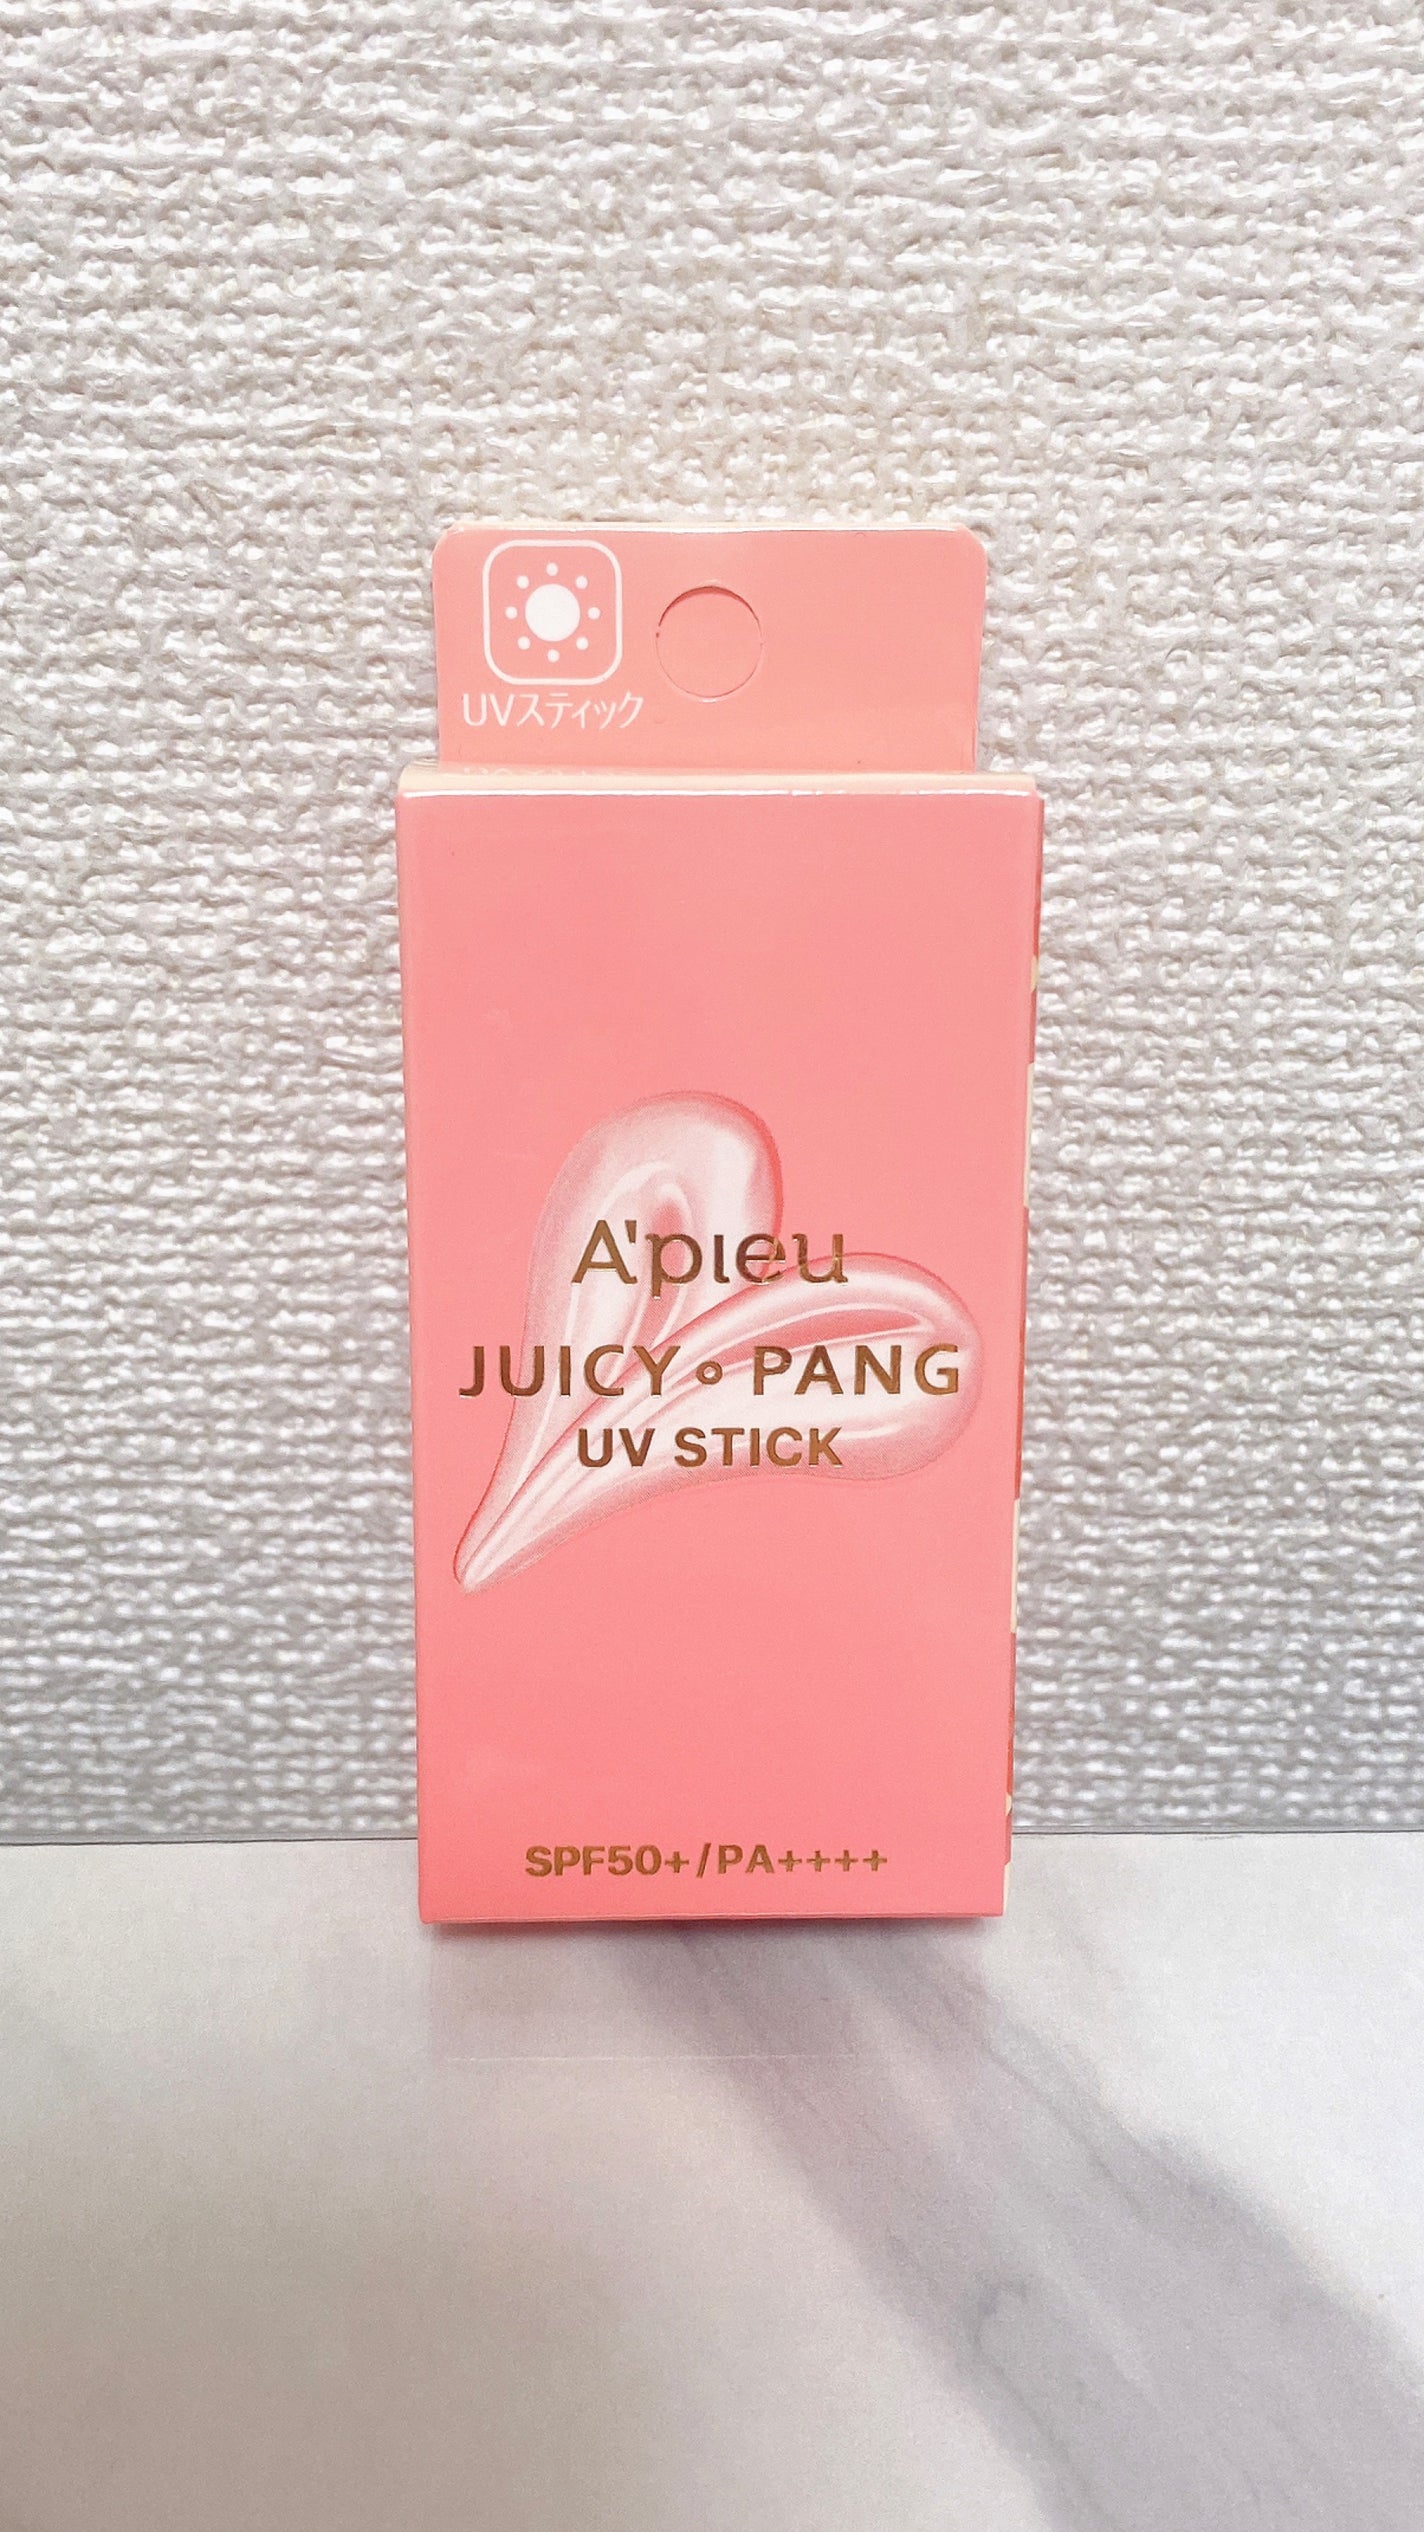 UVスティック
A'pieu
JUICY・PANG
UV STICK
SPF50+/PA++++